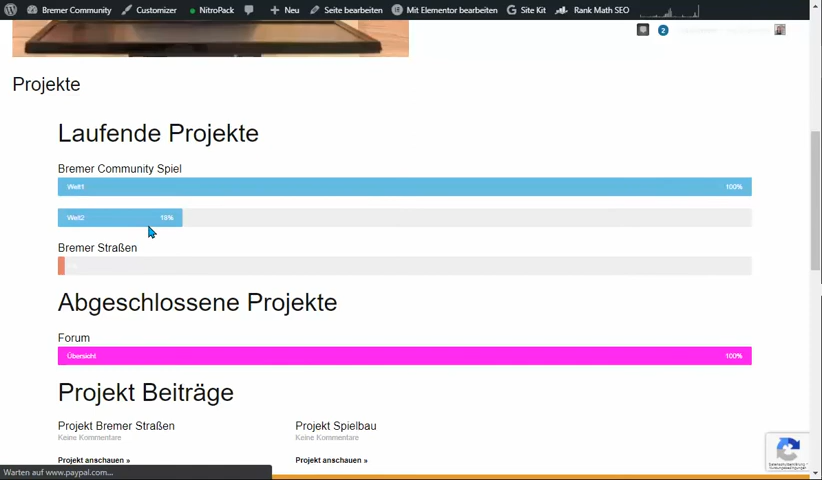 Bremer Community
Customizer
NitroPack
Neu
Seite bearbeiten
Mit Elementor bearbeiten
Site Kit
Rank Math SEO
2
Projekte
Laufende Projekte
Bremer Community Spiel
Welt1 100%
Welt2 18%
Bremer Straßen
Abgeschlossene Projekte
Forum
Übersicht 100%
Projekt Beiträge
Projekt Bremer Straßen
Keine Kommentare
Projekt anschauen »
Projekt Spielbau
Keine Kommentare
Projekt anschauen »
Datenschutzerklärung
Nutzungsbedingungen
Warten auf www.paypal.com...